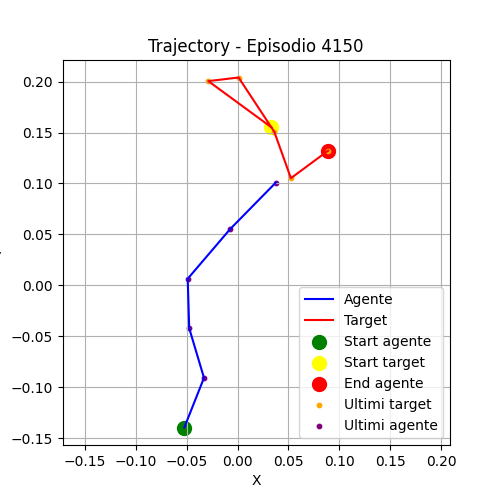 Trajectory - Episodio 4150
0.20
0.15
0.10
0.05
0.00
−0.05
−0.10
−0.15
−0.15 −0.10 −0.05 0.00 0.05 0.10 0.15 0.20
X
Agente
Target
Start agente
Start target
End agente
Ultimi target
Ultimi agente